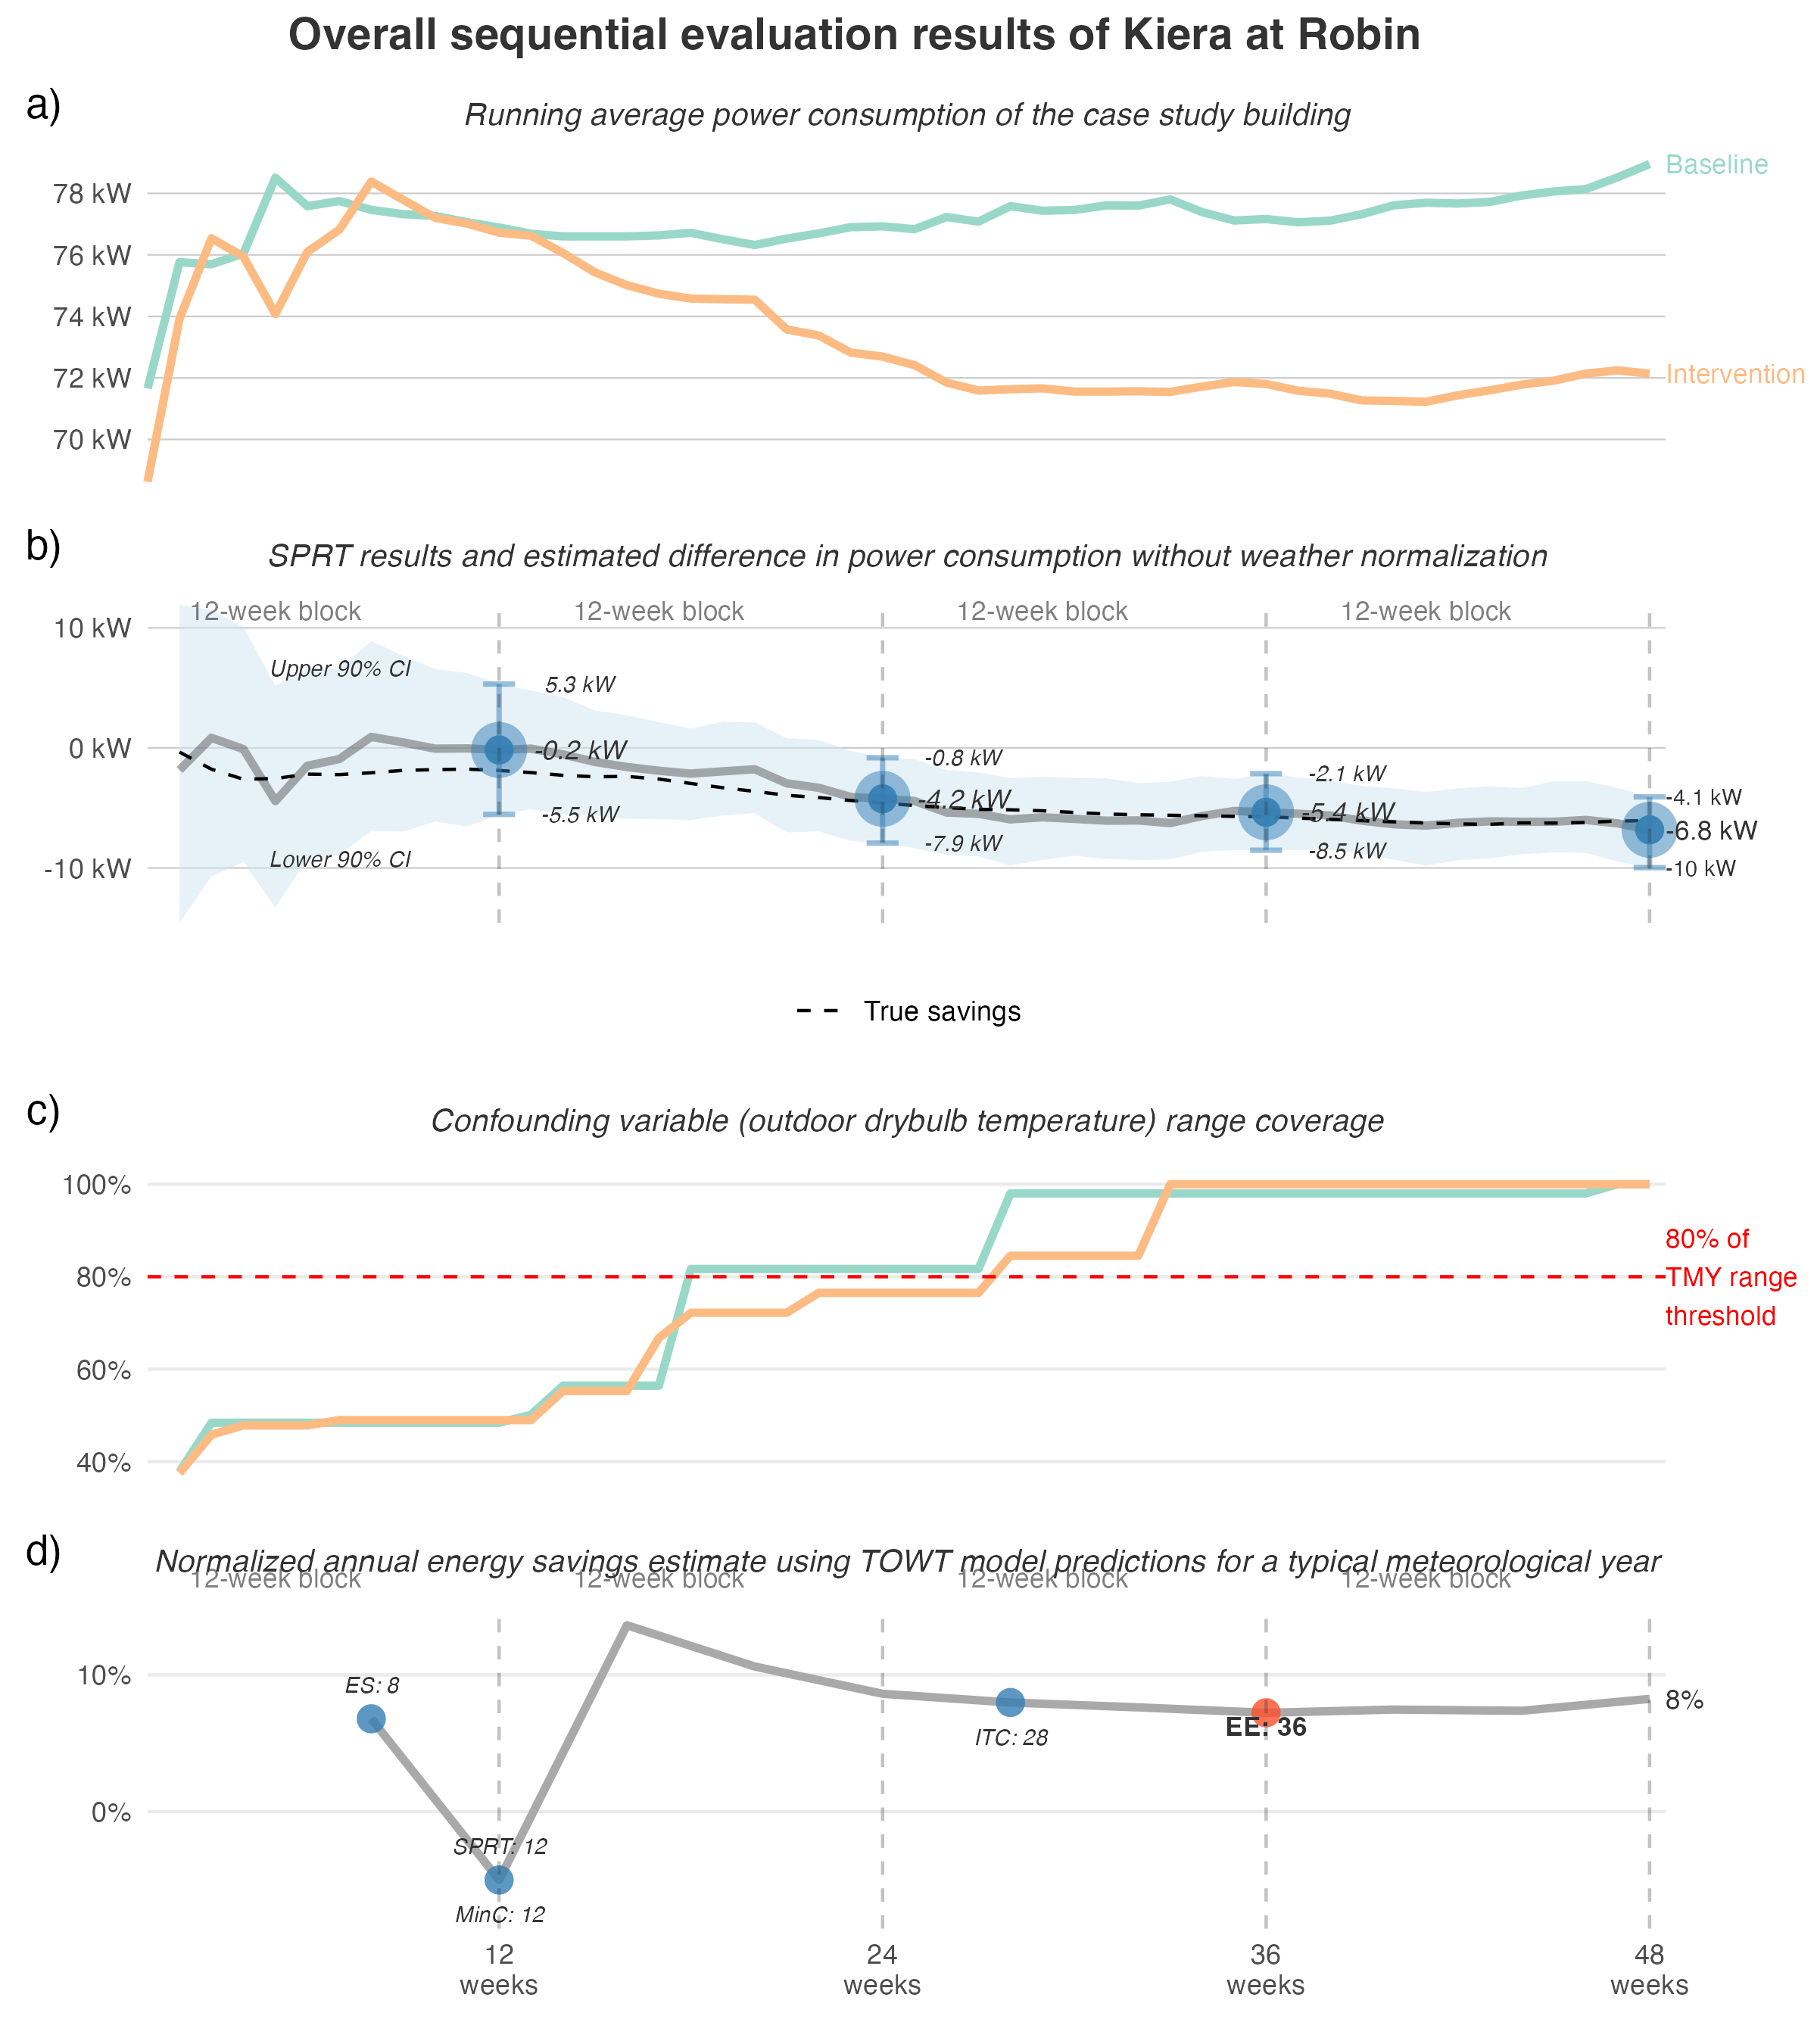 Overall sequential evaluation results of Kiera at Robin
a)
Running average power consumption of the case study building
78 kW
76 kW
74 kW
72 kW
70 kW
Baseline
Intervention
b)
SPRT results and estimated difference in power consumption without weather normalization
12-week block
12-week block
12-week block
12-week block
10 kW
0 kW
-10 kW
Upper 90% CI
Lower 90% CI
5.3 kW
-0.2 kW
-5.5 kW
-0.8 kW
-4.2 kW
-7.9 kW
-2.1 kW
-5.4 kW
-8.5 kW
-4.1 kW
-6.8 kW
-10 kW
True savings
c)
Confounding variable (outdoor drybulb temperature) range coverage
100%
80%
60%
40%
80% of
TMY range
threshold
d)
Normalized annual energy savings estimate using TOWT model predictions for a typical meteorological year
12-week block
12-week block
12-week block
12-week block
10%
0%
ES: 8
SPRT: 12
MinC: 12
ITC: 28
EE: 36
8%
12
weeks
24
weeks
36
weeks
48
weeks